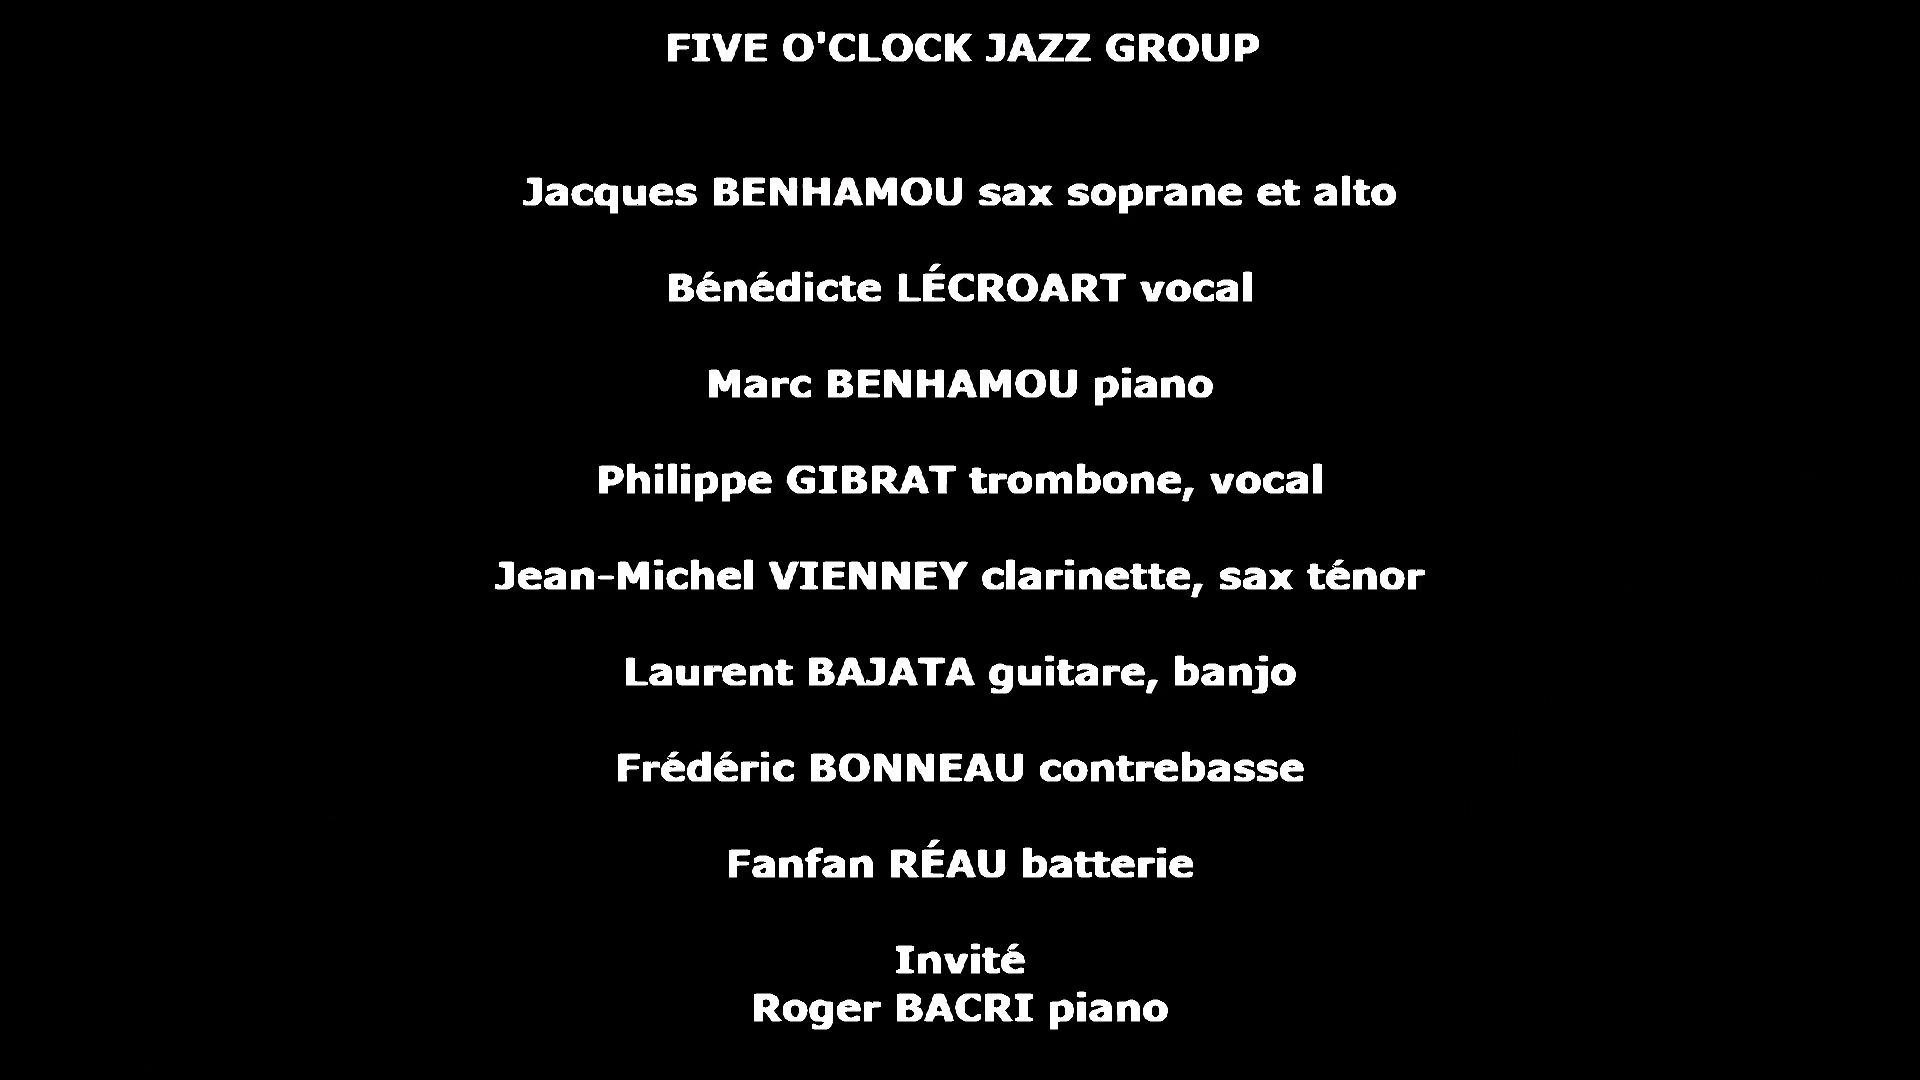 FIVE O'CLOCK JAZZ GROUP
Jacques BENHAMOU sax soprane et alto
Bénédicte LÉCROART vocal
Marc BENHAMOU piano
Philippe GIBRAT trombone, vocal
Jean-Michel VIENNEY clarinette, sax ténor
Laurent BAJATA guitare, banjo
Frédéric BONNEAU contrebasse
Fanfan RÉAU batterie
Invité
Roger BACRI piano